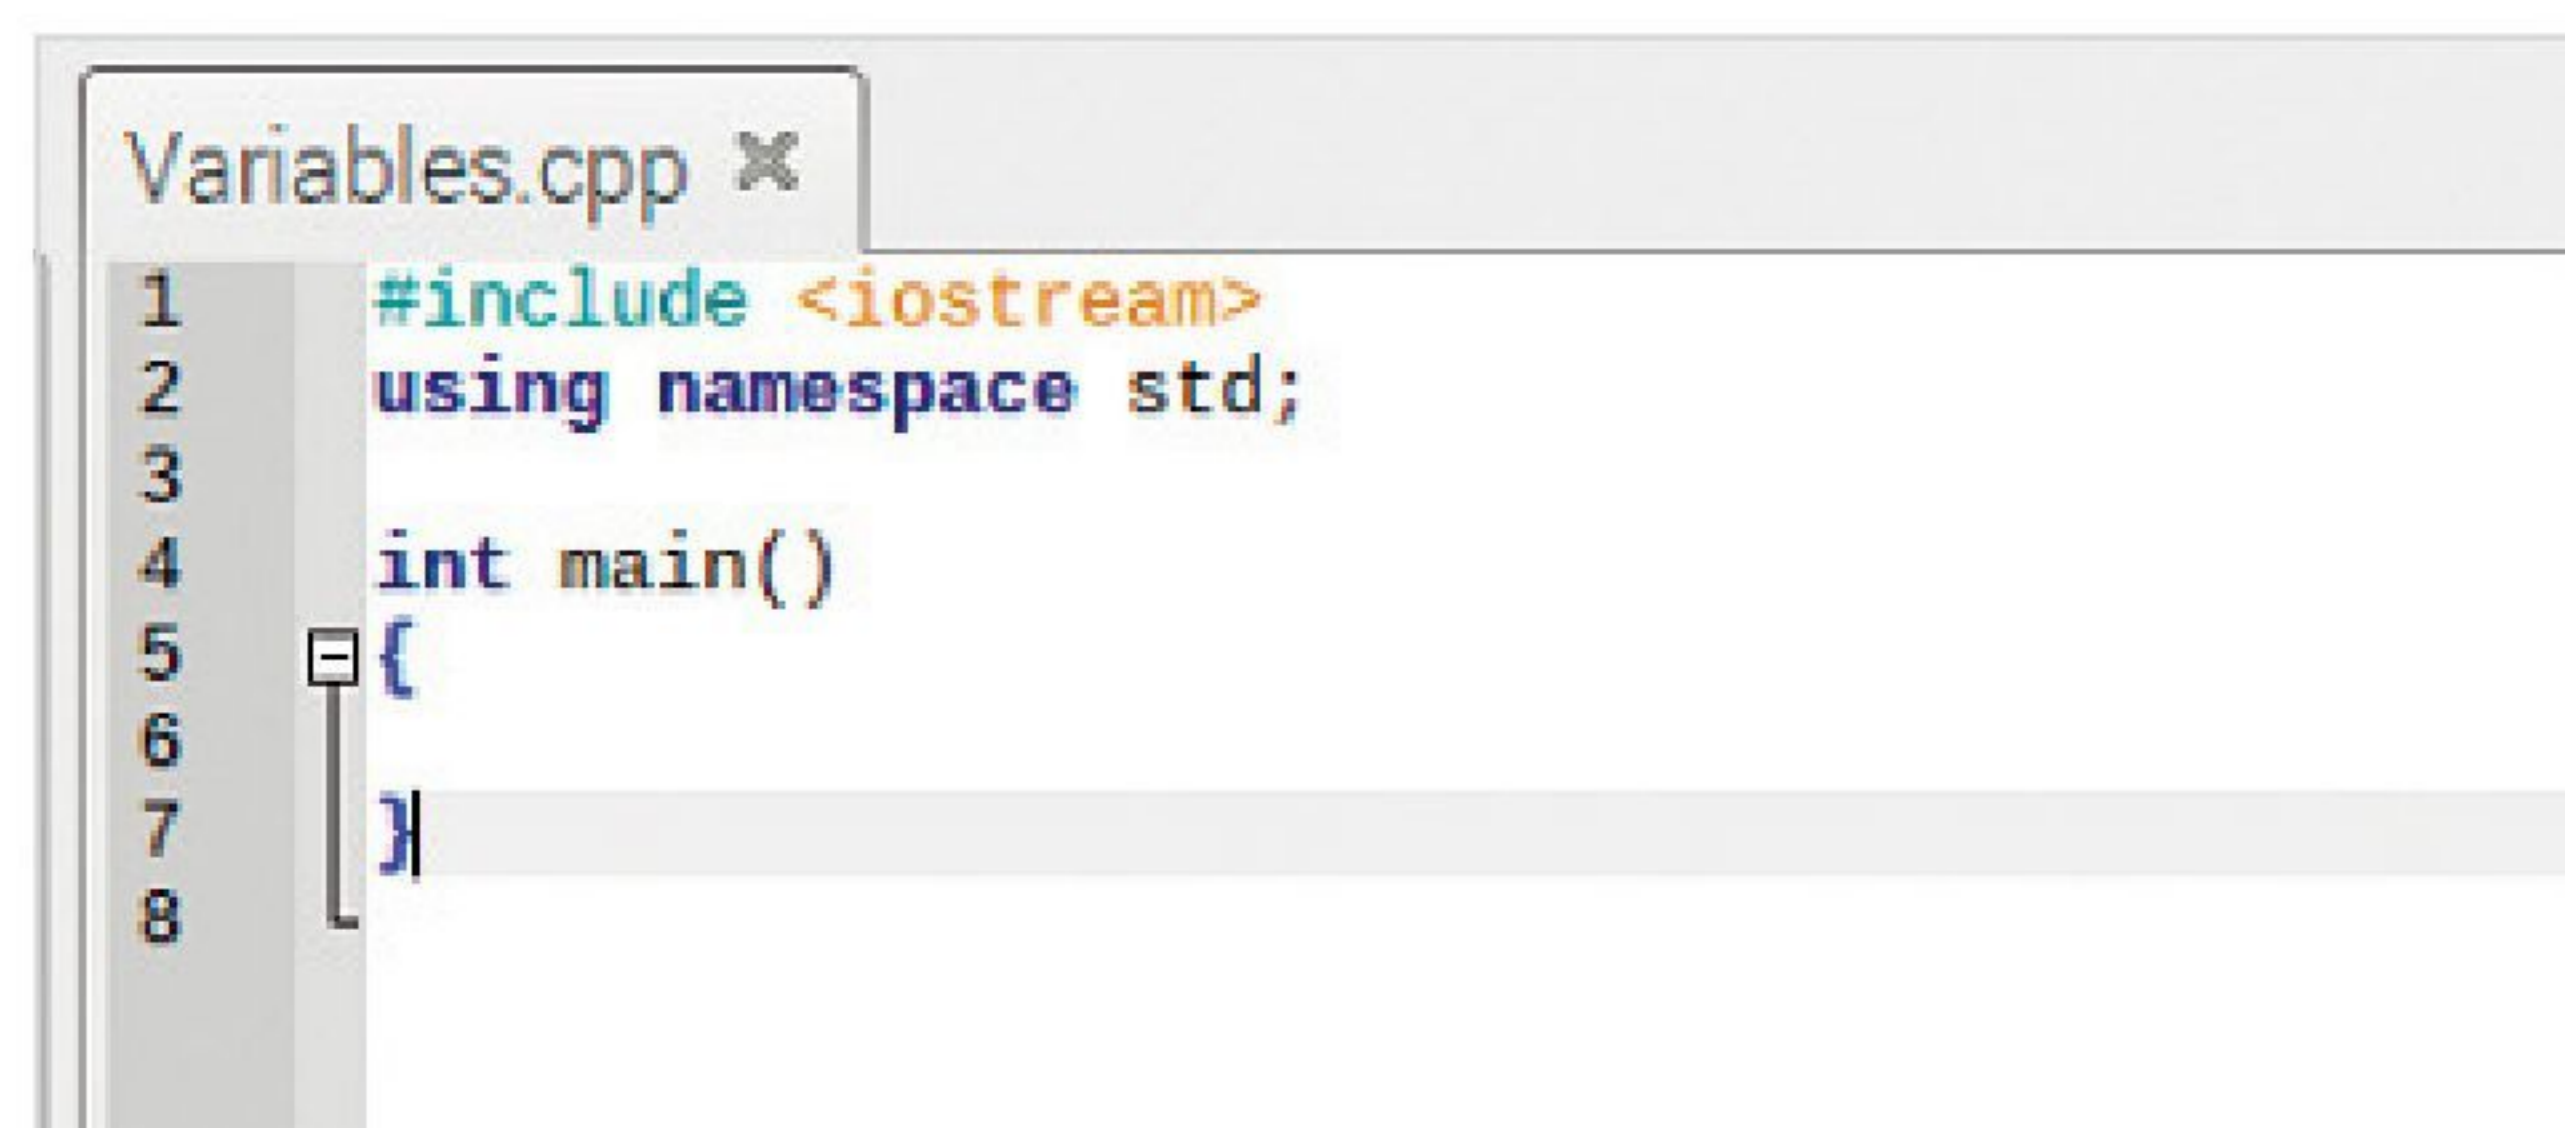 Variables.cpp
1 #include <iostream>
2 using namespace std;
3
4 int main()
5 {
6
7 }
8